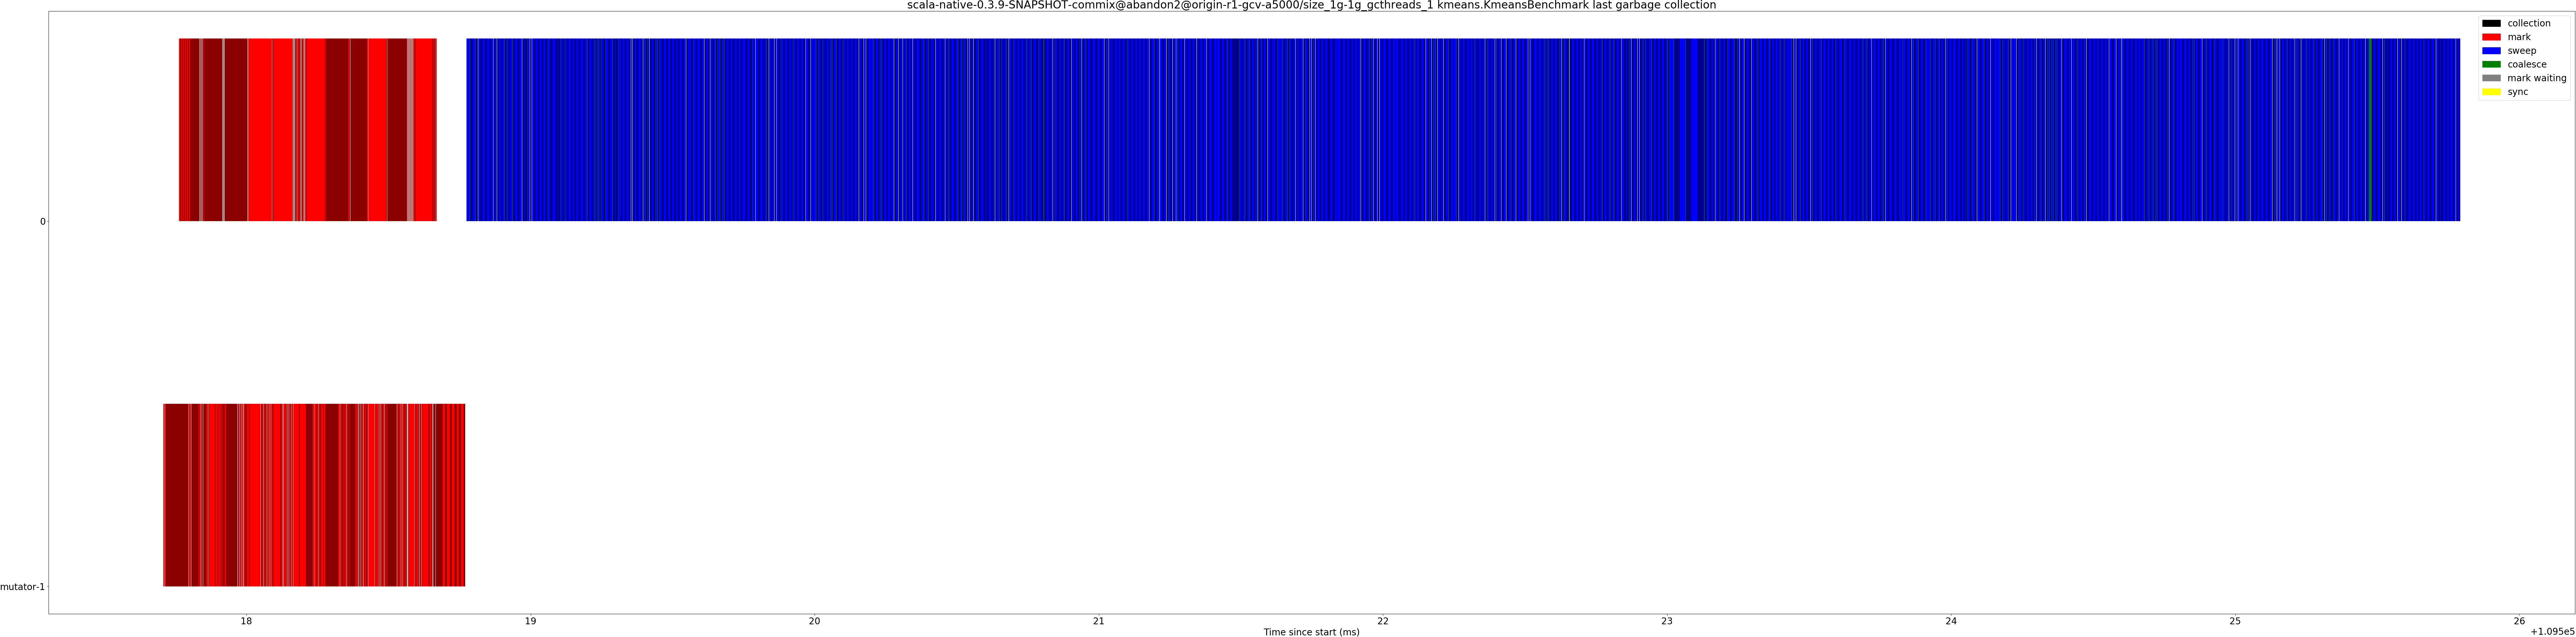 scala-native-0.3.9-SNAPSHOT-commix@abandon2@origin-r1-gcv-a5000/size_1g-1g_gcthreads_1 kmeans.KmeansBenchmark last garbage collection
collection
mark
sweep
coalesce
mark waiting
sync
0
mutator-1
18
19
20
21
22
23
24
25
26
Time since start (ms)
+1.095e5